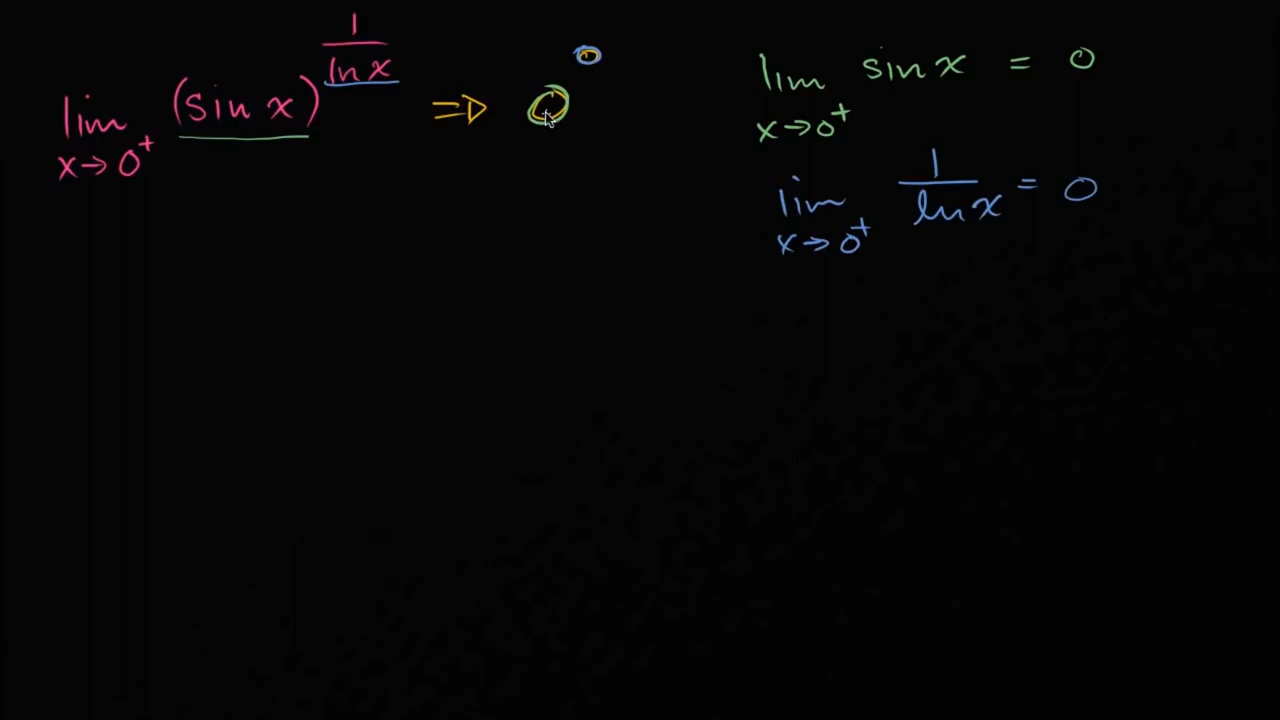 lim x→0⁺ (sin x)^(1/ln x) ⇒ 0^0
lim x→0⁺ sin x = 0
lim x→0⁺ 1/ln x = 0